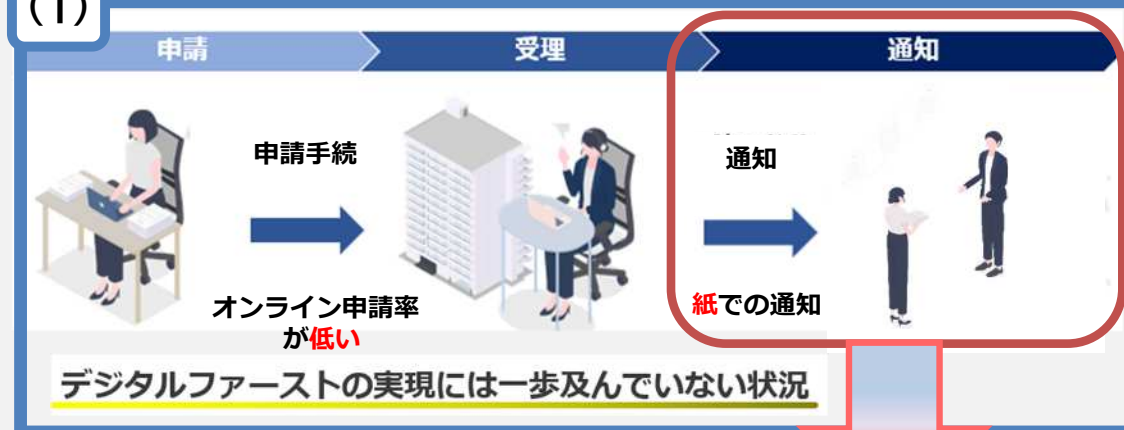 (1)
申請
受理
通知
申請手続
通知
オンライン申請率
が低い
紙での通知
デジタルファーストの実現には一歩及んでいない状況